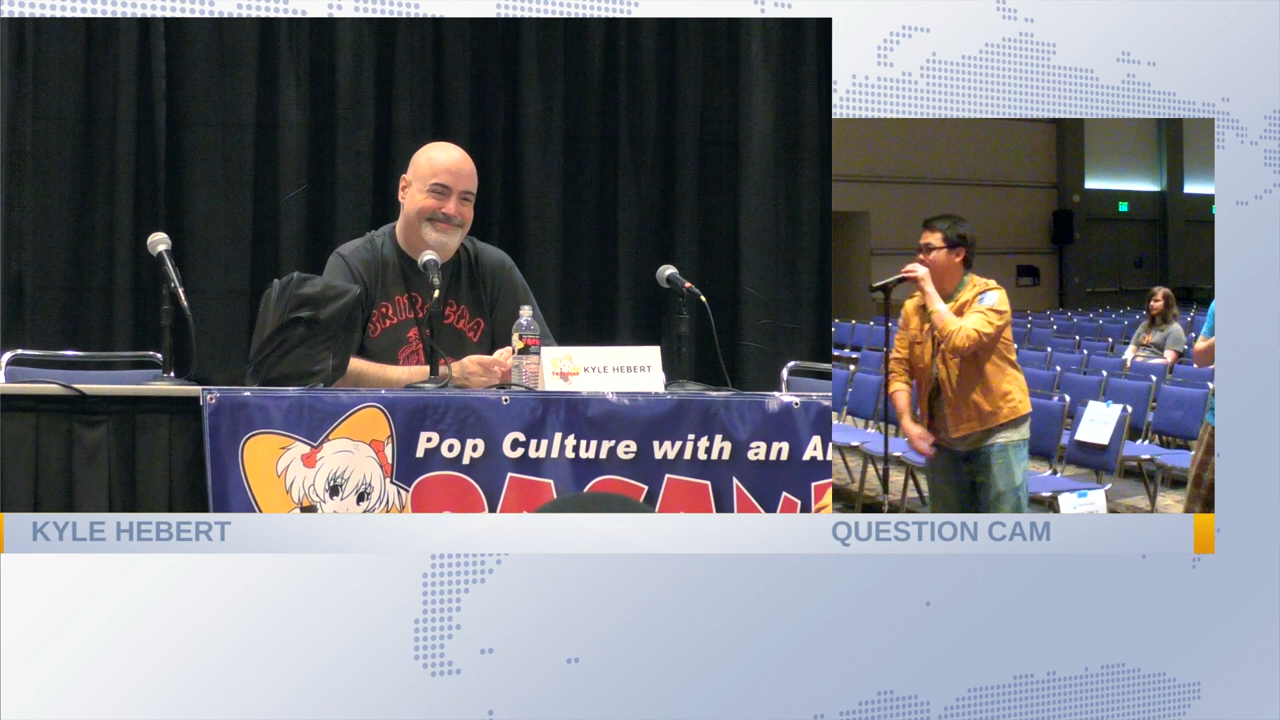 SRIRACHA
KYLE HEBERT
Pop Culture with an A
KYLE HEBERT
QUESTION CAM